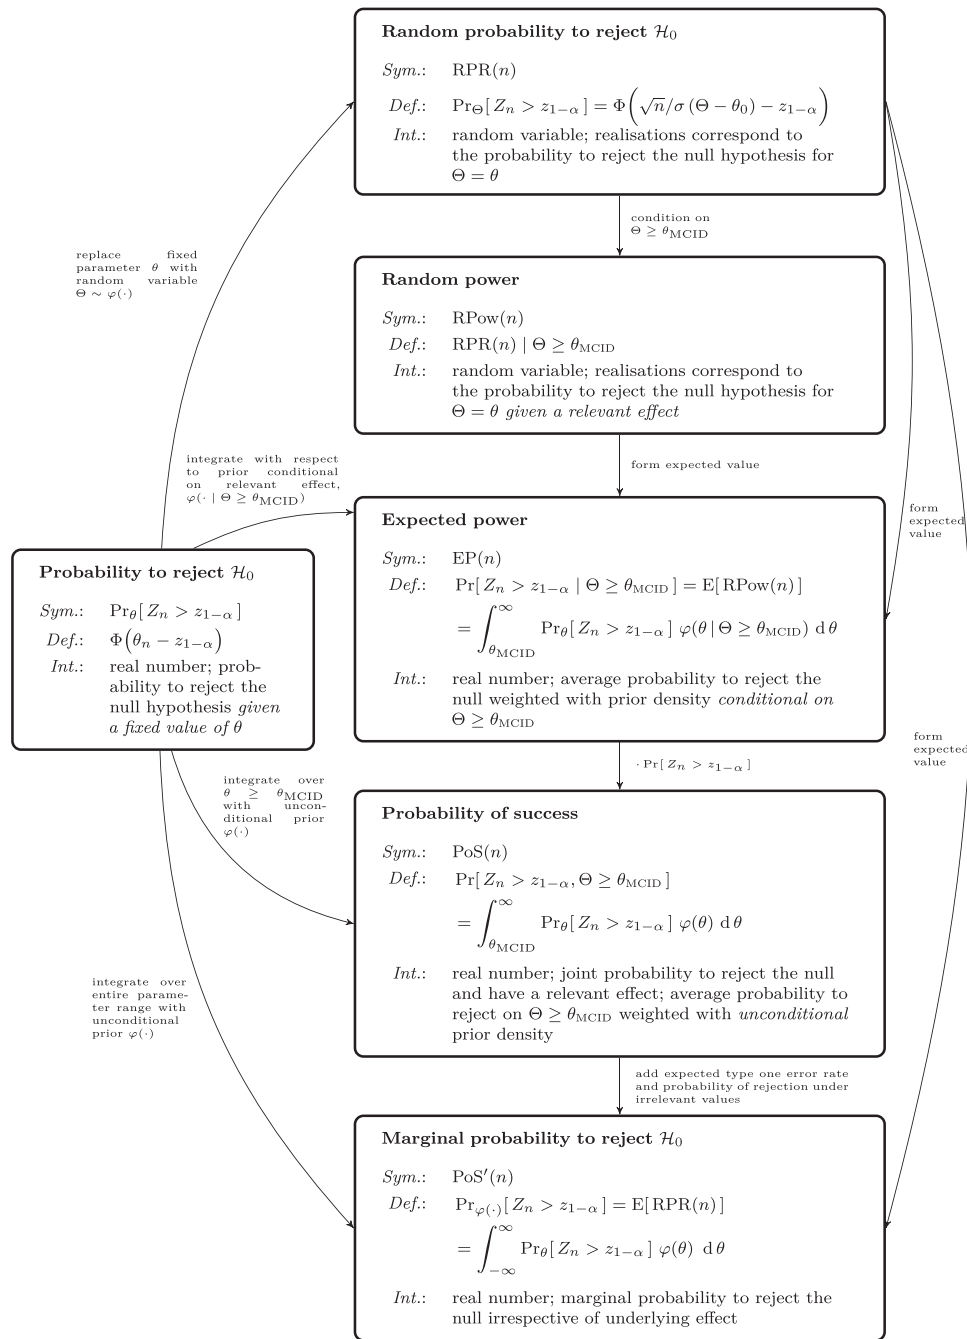 Random probability to reject ℋ₀
Sym.: RPR(n)
Def.: Pr_Θ[ Z_n > z_{1−α} ] = Φ(√n/σ (Θ − θ₀) − z_{1−α})
Int.: random variable; realisations correspond to
the probability to reject the null hypothesis for
Θ = θ
condition on
Θ ≥ θ_MCID
replace fixed
parameter θ with
random variable
Θ ∼ φ(·)
Random power
Sym.: RPow(n)
Def.: RPR(n) | Θ ≥ θ_MCID
Int.: random variable; realisations correspond to
the probability to reject the null hypothesis for
Θ = θ given a relevant effect
form expected value
integrate with respect
to prior conditional
on relevant effect,
φ(· | Θ ≥ θ_MCID)
form
expected
value
Expected power
Sym.: EP(n)
Def.: Pr[ Z_n > z_{1−α} | Θ ≥ θ_MCID ] = E[ RPow(n) ]
= ∫_{θ_MCID}^{∞} Pr_θ[ Z_n > z_{1−α} ] φ(θ | Θ ≥ θ_MCID) d θ
Int.: real number; average probability to reject the
null weighted with prior density conditional on
Θ ≥ θ_MCID
Probability to reject ℋ₀
Sym.: Pr_θ[ Z_n > z_{1−α} ]
Def.: Φ(θ_n − z_{1−α})
Int.: real number; prob-
ability to reject the
null hypothesis given
a fixed value of θ
· Pr[ Z_n > z_{1−α} ]
form
expected
value
integrate over
θ ≥ θ_MCID
with uncon-
ditional prior
φ(·)
Probability of success
Sym.: PoS(n)
Def.: Pr[ Z_n > z_{1−α}, Θ ≥ θ_MCID ]
= ∫_{θ_MCID}^{∞} Pr_θ[ Z_n > z_{1−α} ] φ(θ) d θ
Int.: real number; joint probability to reject the null
and have a relevant effect; average probability to
reject on Θ ≥ θ_MCID weighted with unconditional
prior density
integrate over
entire parame-
ter range with
unconditional
prior φ(·)
add expected type one error rate
and probability of rejection under
irrelevant values
Marginal probability to reject ℋ₀
Sym.: PoS′(n)
Def.: Pr_{φ(·)}[ Z_n > z_{1−α} ] = E[ RPR(n) ]
= ∫_{−∞}^{∞} Pr_θ[ Z_n > z_{1−α} ] φ(θ) d θ
Int.: real number; marginal probability to reject the
null irrespective of underlying effect